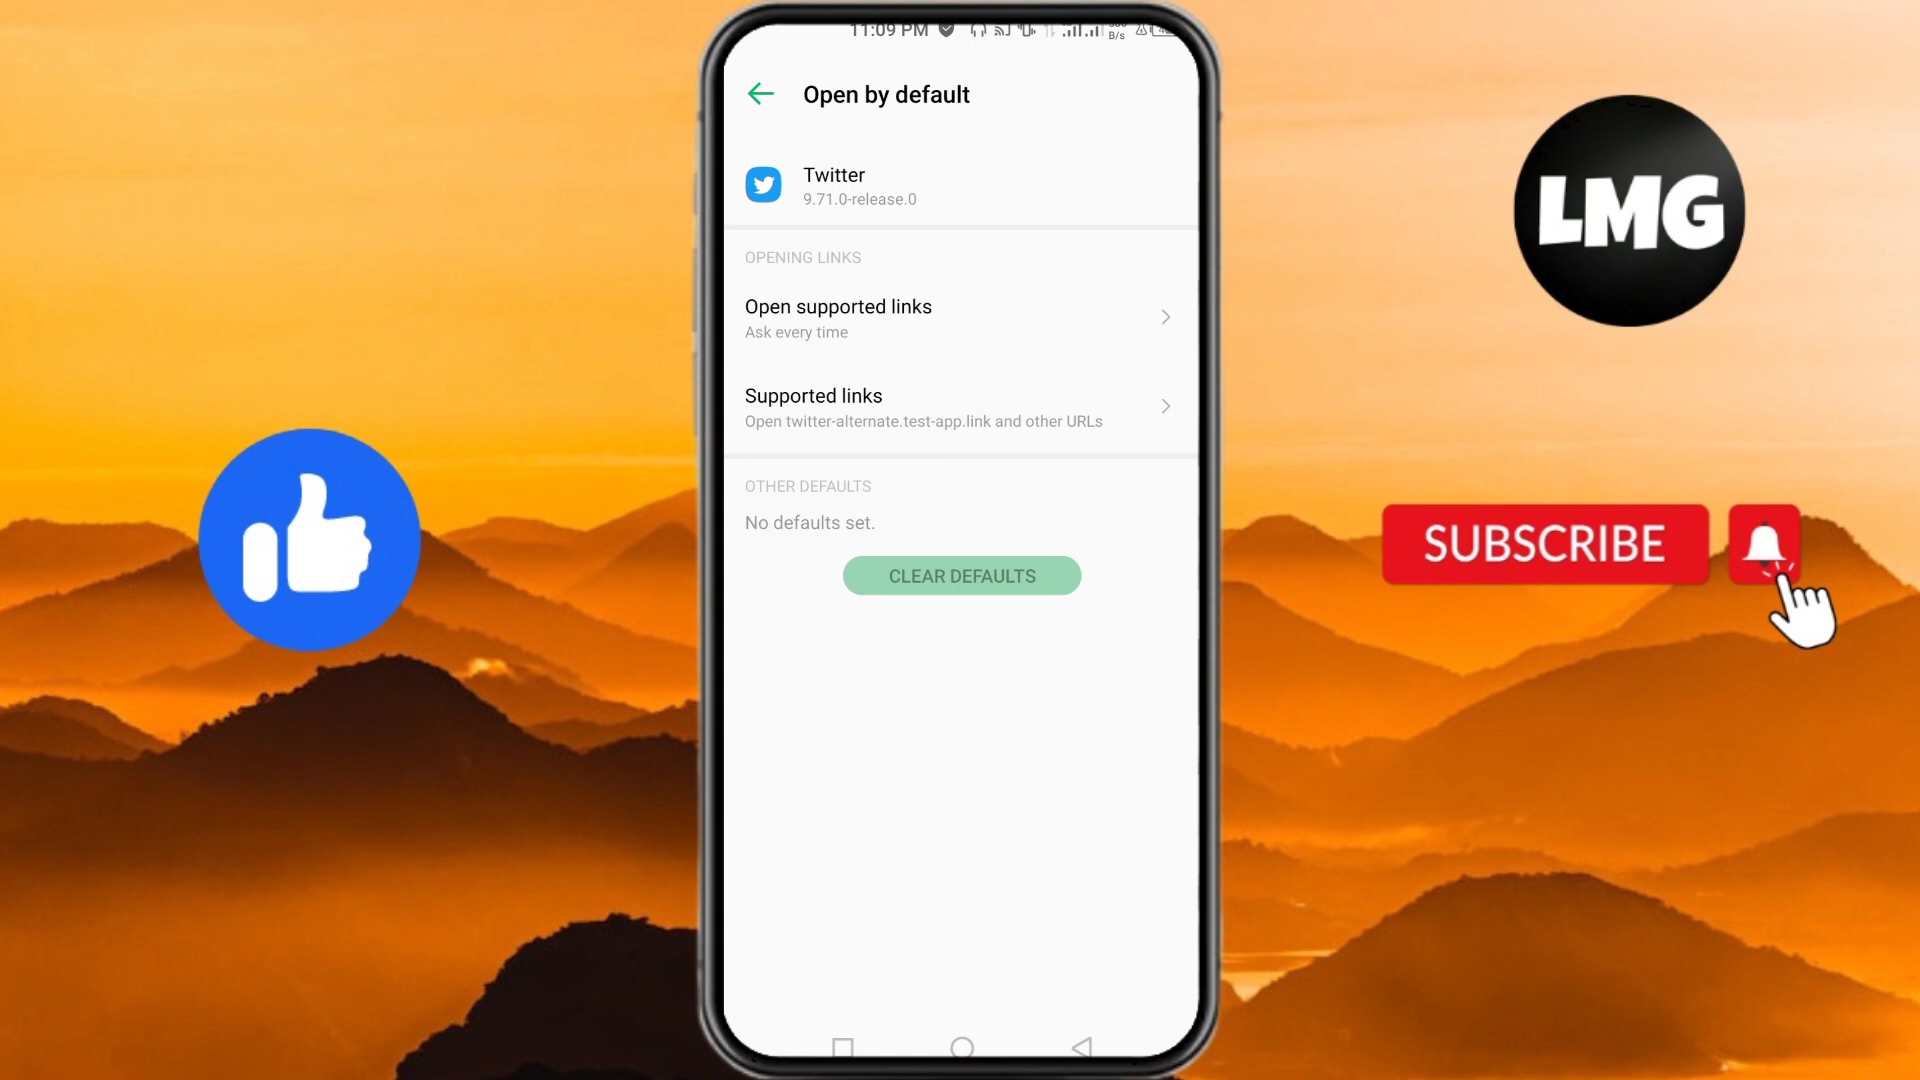 11:09 PM
B/s
Open by default
Twitter
9.71.0-release.0
OPENING LINKS
Open supported links
Ask every time
Supported links
Open twitter-alternate.test-app.link and other URLs
OTHER DEFAULTS
No defaults set.
CLEAR DEFAULTS
LMG
SUBSCRIBE